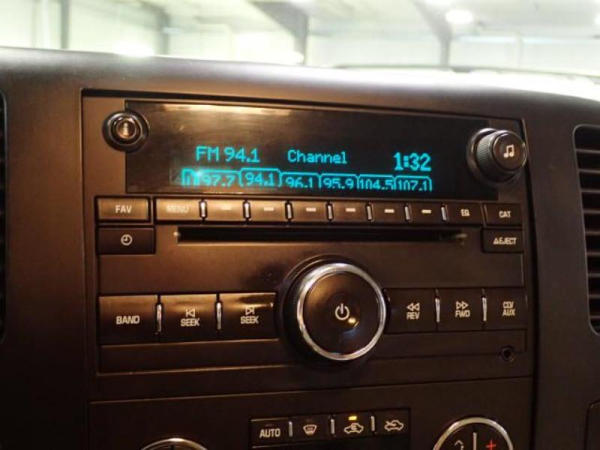 FM 94.1 Channel 1:32
1 97.7 94.1 96.1 95.9 104.5 107.1
FAV MENU EQ CAT
EJECT
BAND SEEK SEEK REV FWD CD/AUX
AUTO